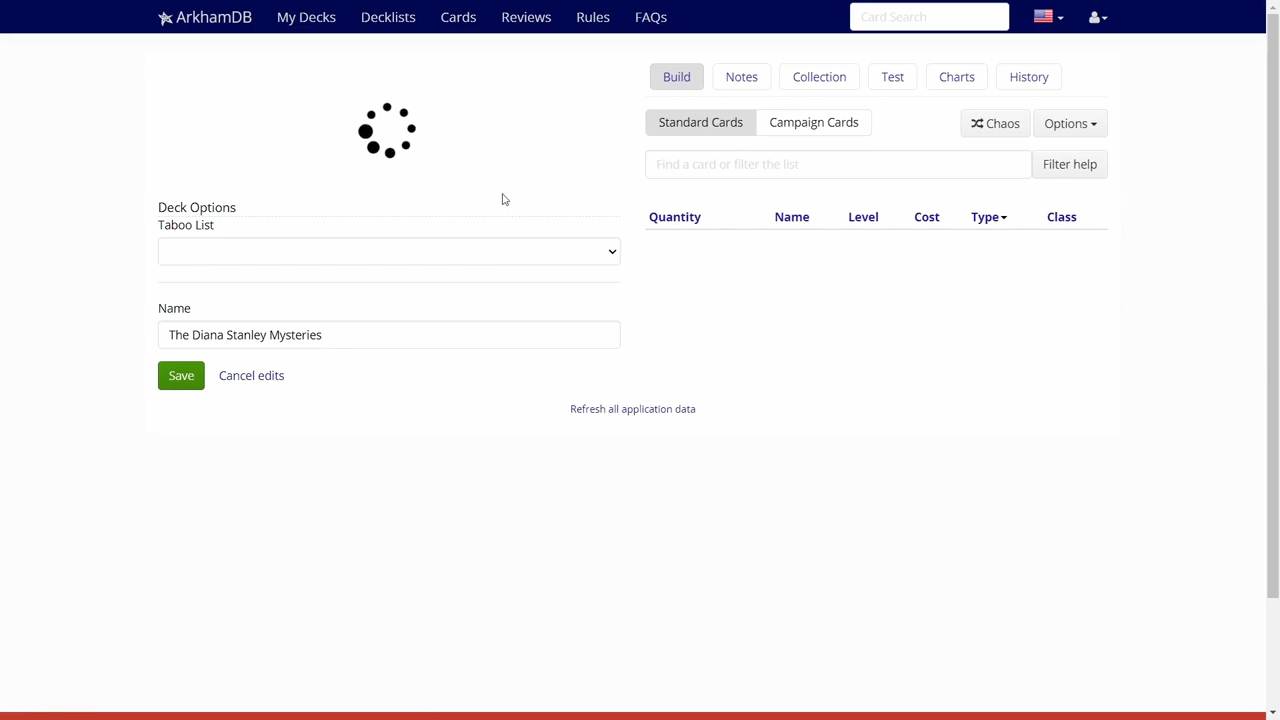 ArkhamDB My Decks Decklists Cards Reviews Rules FAQs Card Search
Build Notes Collection Test Charts History
Standard Cards Campaign Cards Chaos Options
Find a card or filter the list Filter help
Deck Options
Taboo List
Quantity Name Level Cost Type Class
Name
The Diana Stanley Mysteries
Save Cancel edits
Refresh all application data